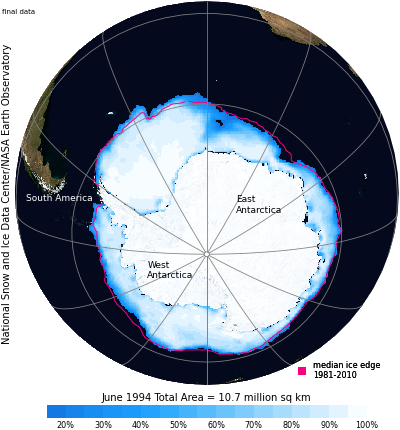 final data
National Snow and Ice Data Center/NASA Earth Observatory
South America
East
Antarctica
West
Antarctica
median ice edge
1981-2010
June 1994 Total Area = 10.7 million sq km
20% 30% 40% 50% 60% 70% 80% 90% 100%